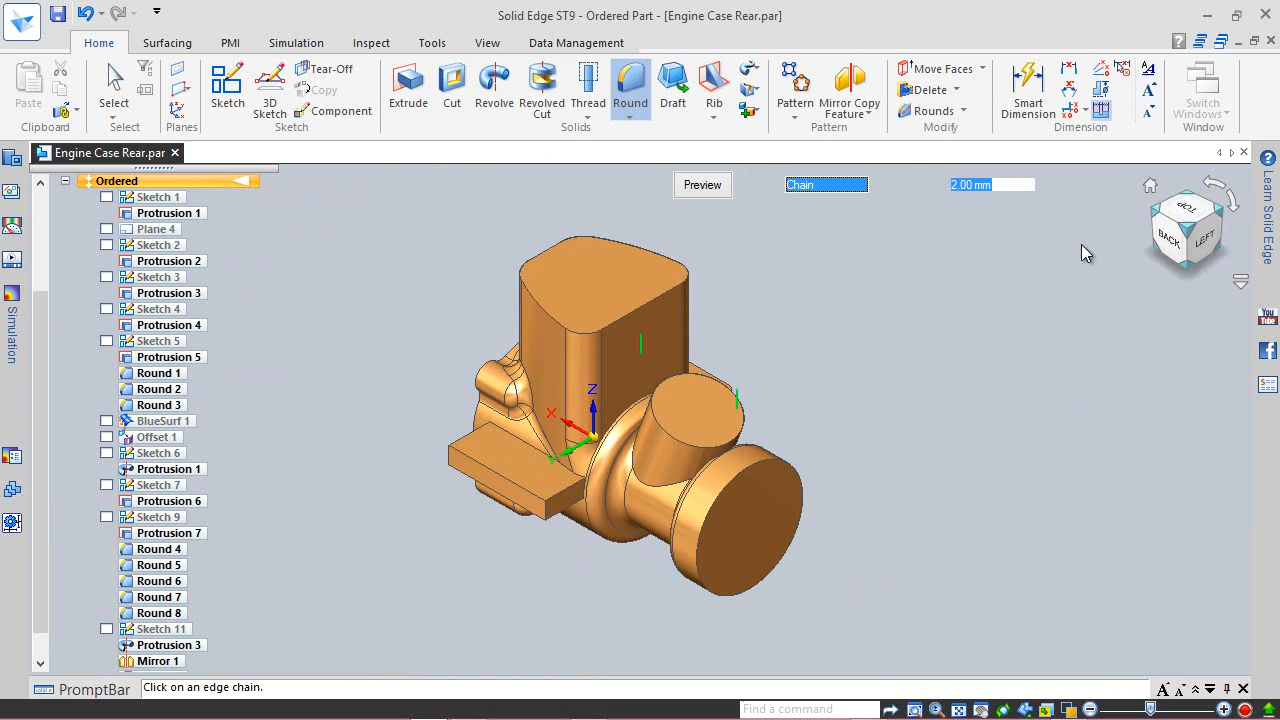 Solid Edge ST9 - Ordered Part - [Engine Case Rear.par]
Home Surfacing PMI Simulation Inspect Tools View Data Management
Paste
Clipboard
Select
Select
Planes
Sketch
3D Sketch
Tear-Off
Copy
Component
Sketch
Extrude
Cut
Revolve
Revolved Cut
Thread
Round
Draft
Rib
Solids
Pattern
Mirror Copy Feature
Pattern
Move Faces
Delete
Rounds
Modify
Smart Dimension
Dimension
Switch Windows
Window
Engine Case Rear.par
Ordered
Sketch 1
Protrusion 1
Plane 4
Sketch 2
Protrusion 2
Sketch 3
Protrusion 3
Sketch 4
Protrusion 4
Sketch 5
Protrusion 5
Round 1
Round 2
Round 3
BlueSurf 1
Offset 1
Sketch 6
Protrusion 1
Sketch 7
Protrusion 6
Sketch 9
Protrusion 7
Round 4
Round 5
Round 6
Round 7
Round 8
Sketch 11
Protrusion 3
Mirror 1
Simulation
Preview
Chain
2.00 mm
TOP
BACK
LEFT
X
Y
Z
Learn Solid Edge
You
Tube
PromptBar
Click on an edge chain.
Find a command